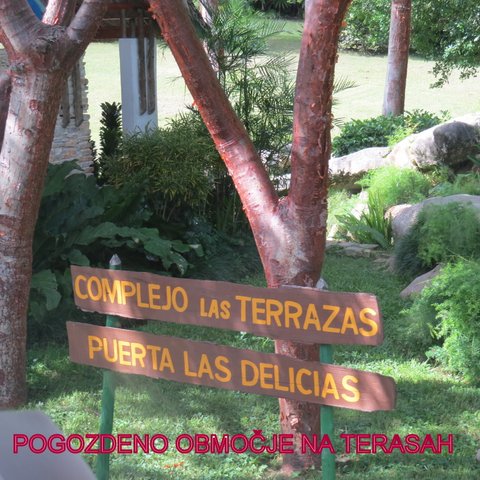 COMPLEJO LAS TERRAZAS
PUERTA LAS DELICIAS
POGOZDENO OBMOČJE NA TERASAH